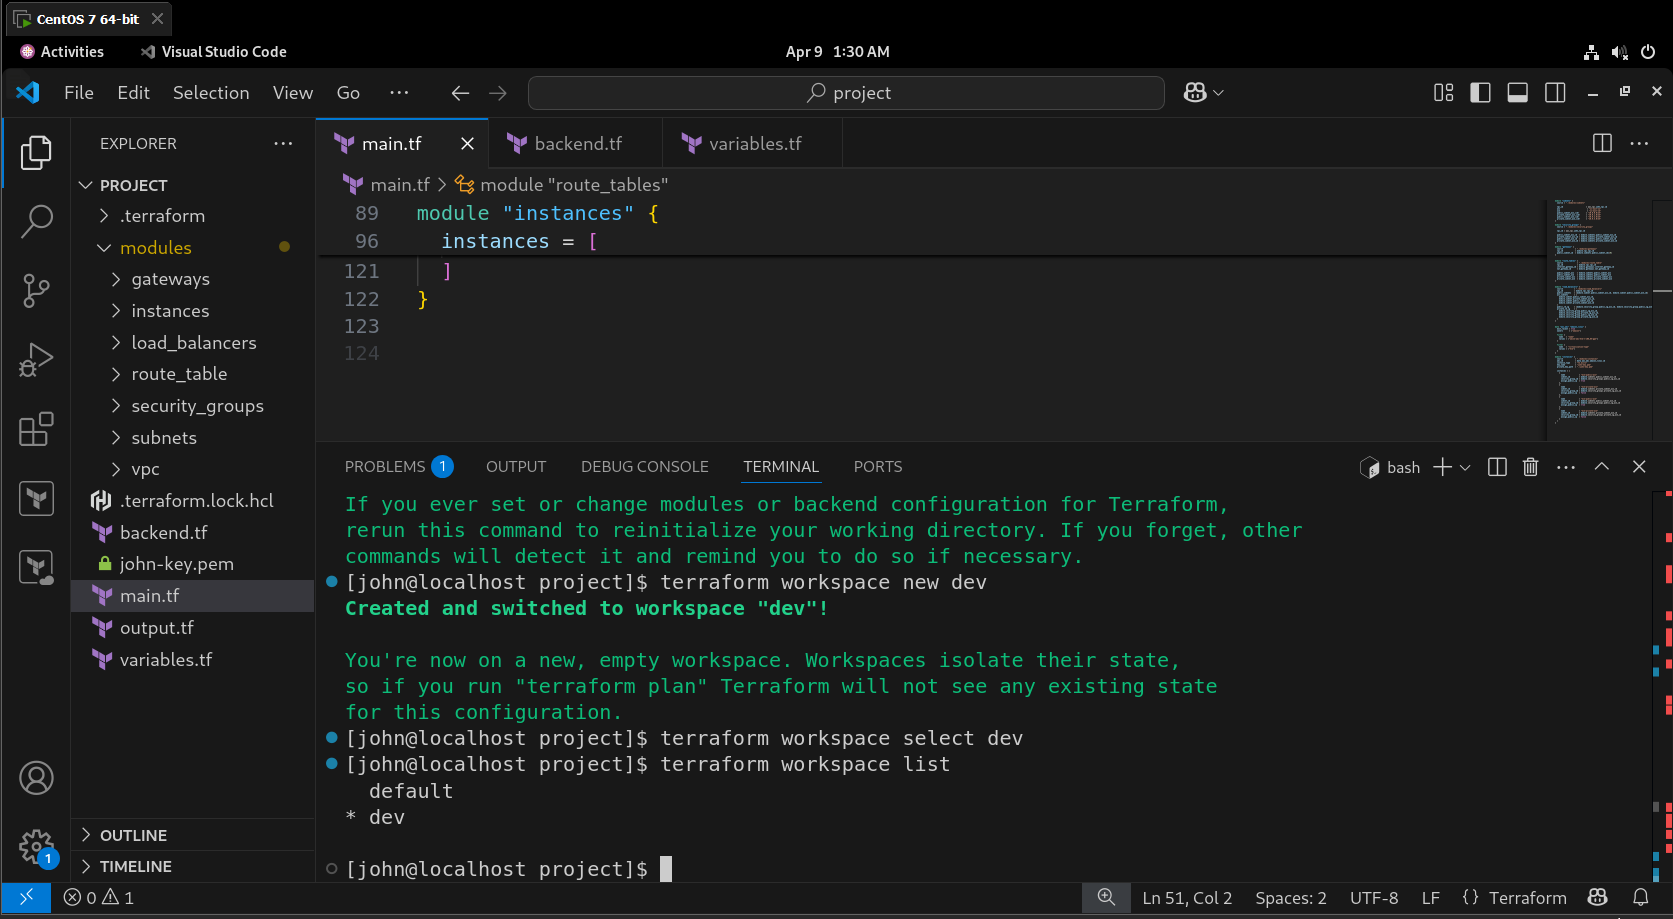 CentOS 7 64-bit
Activities
Visual Studio Code
Apr 9 1:30 AM
File Edit Selection View Go ···
project
EXPLORER
PROJECT
.terraform
modules
gateways
instances
load_balancers
route_table
security_groups
subnets
vpc
.terraform.lock.hcl
backend.tf
john-key.pem
main.tf
output.tf
variables.tf
OUTLINE
TIMELINE
1
main.tf
backend.tf
variables.tf
main.tf > module "route_tables"
89 module "instances" {
96 instances = [
121 ]
122 }
123
124
PROBLEMS 1 OUTPUT DEBUG CONSOLE TERMINAL PORTS
bash
If you ever set or change modules or backend configuration for Terraform,
rerun this command to reinitialize your working directory. If you forget, other
commands will detect it and remind you to do so if necessary.
[john@localhost project]$ terraform workspace new dev
Created and switched to workspace "dev"!
You're now on a new, empty workspace. Workspaces isolate their state,
so if you run "terraform plan" Terraform will not see any existing state
for this configuration.
[john@localhost project]$ terraform workspace select dev
[john@localhost project]$ terraform workspace list
default
* dev
[john@localhost project]$
0 1
Ln 51, Col 2 Spaces: 2 UTF-8 LF {} Terraform